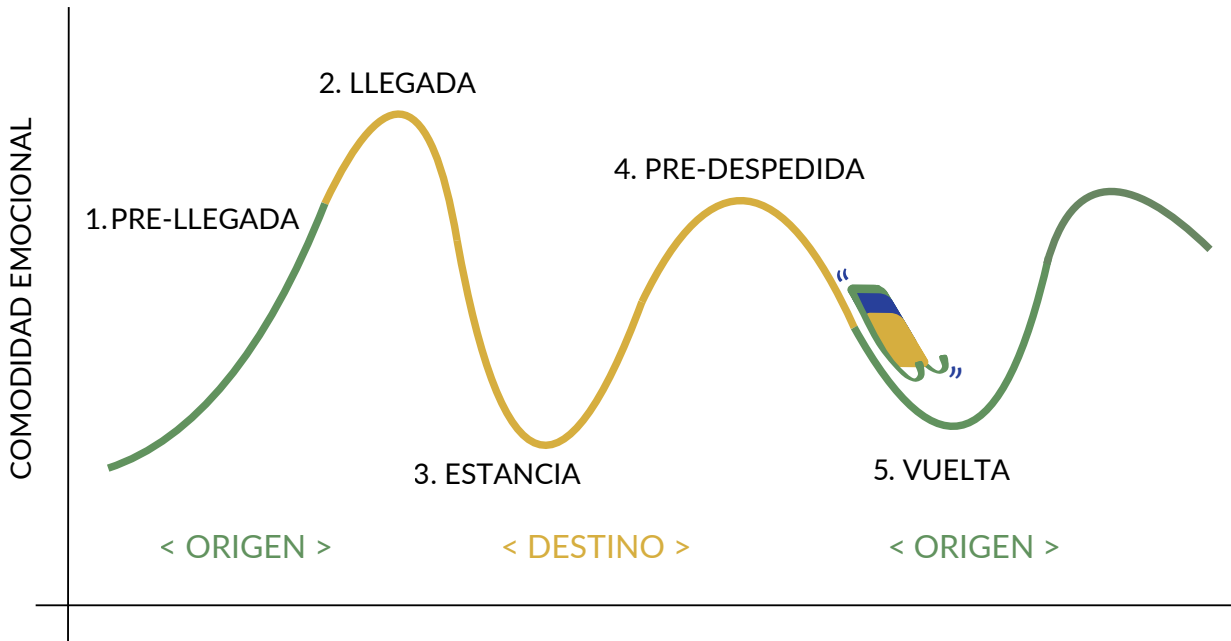 COMODIDAD EMOCIONAL
2. LLEGADA
4. PRE-DESPEDIDA
1.PRE-LLEGADA
“
”
3. ESTANCIA
5. VUELTA
< ORIGEN >
< DESTINO >
< ORIGEN >